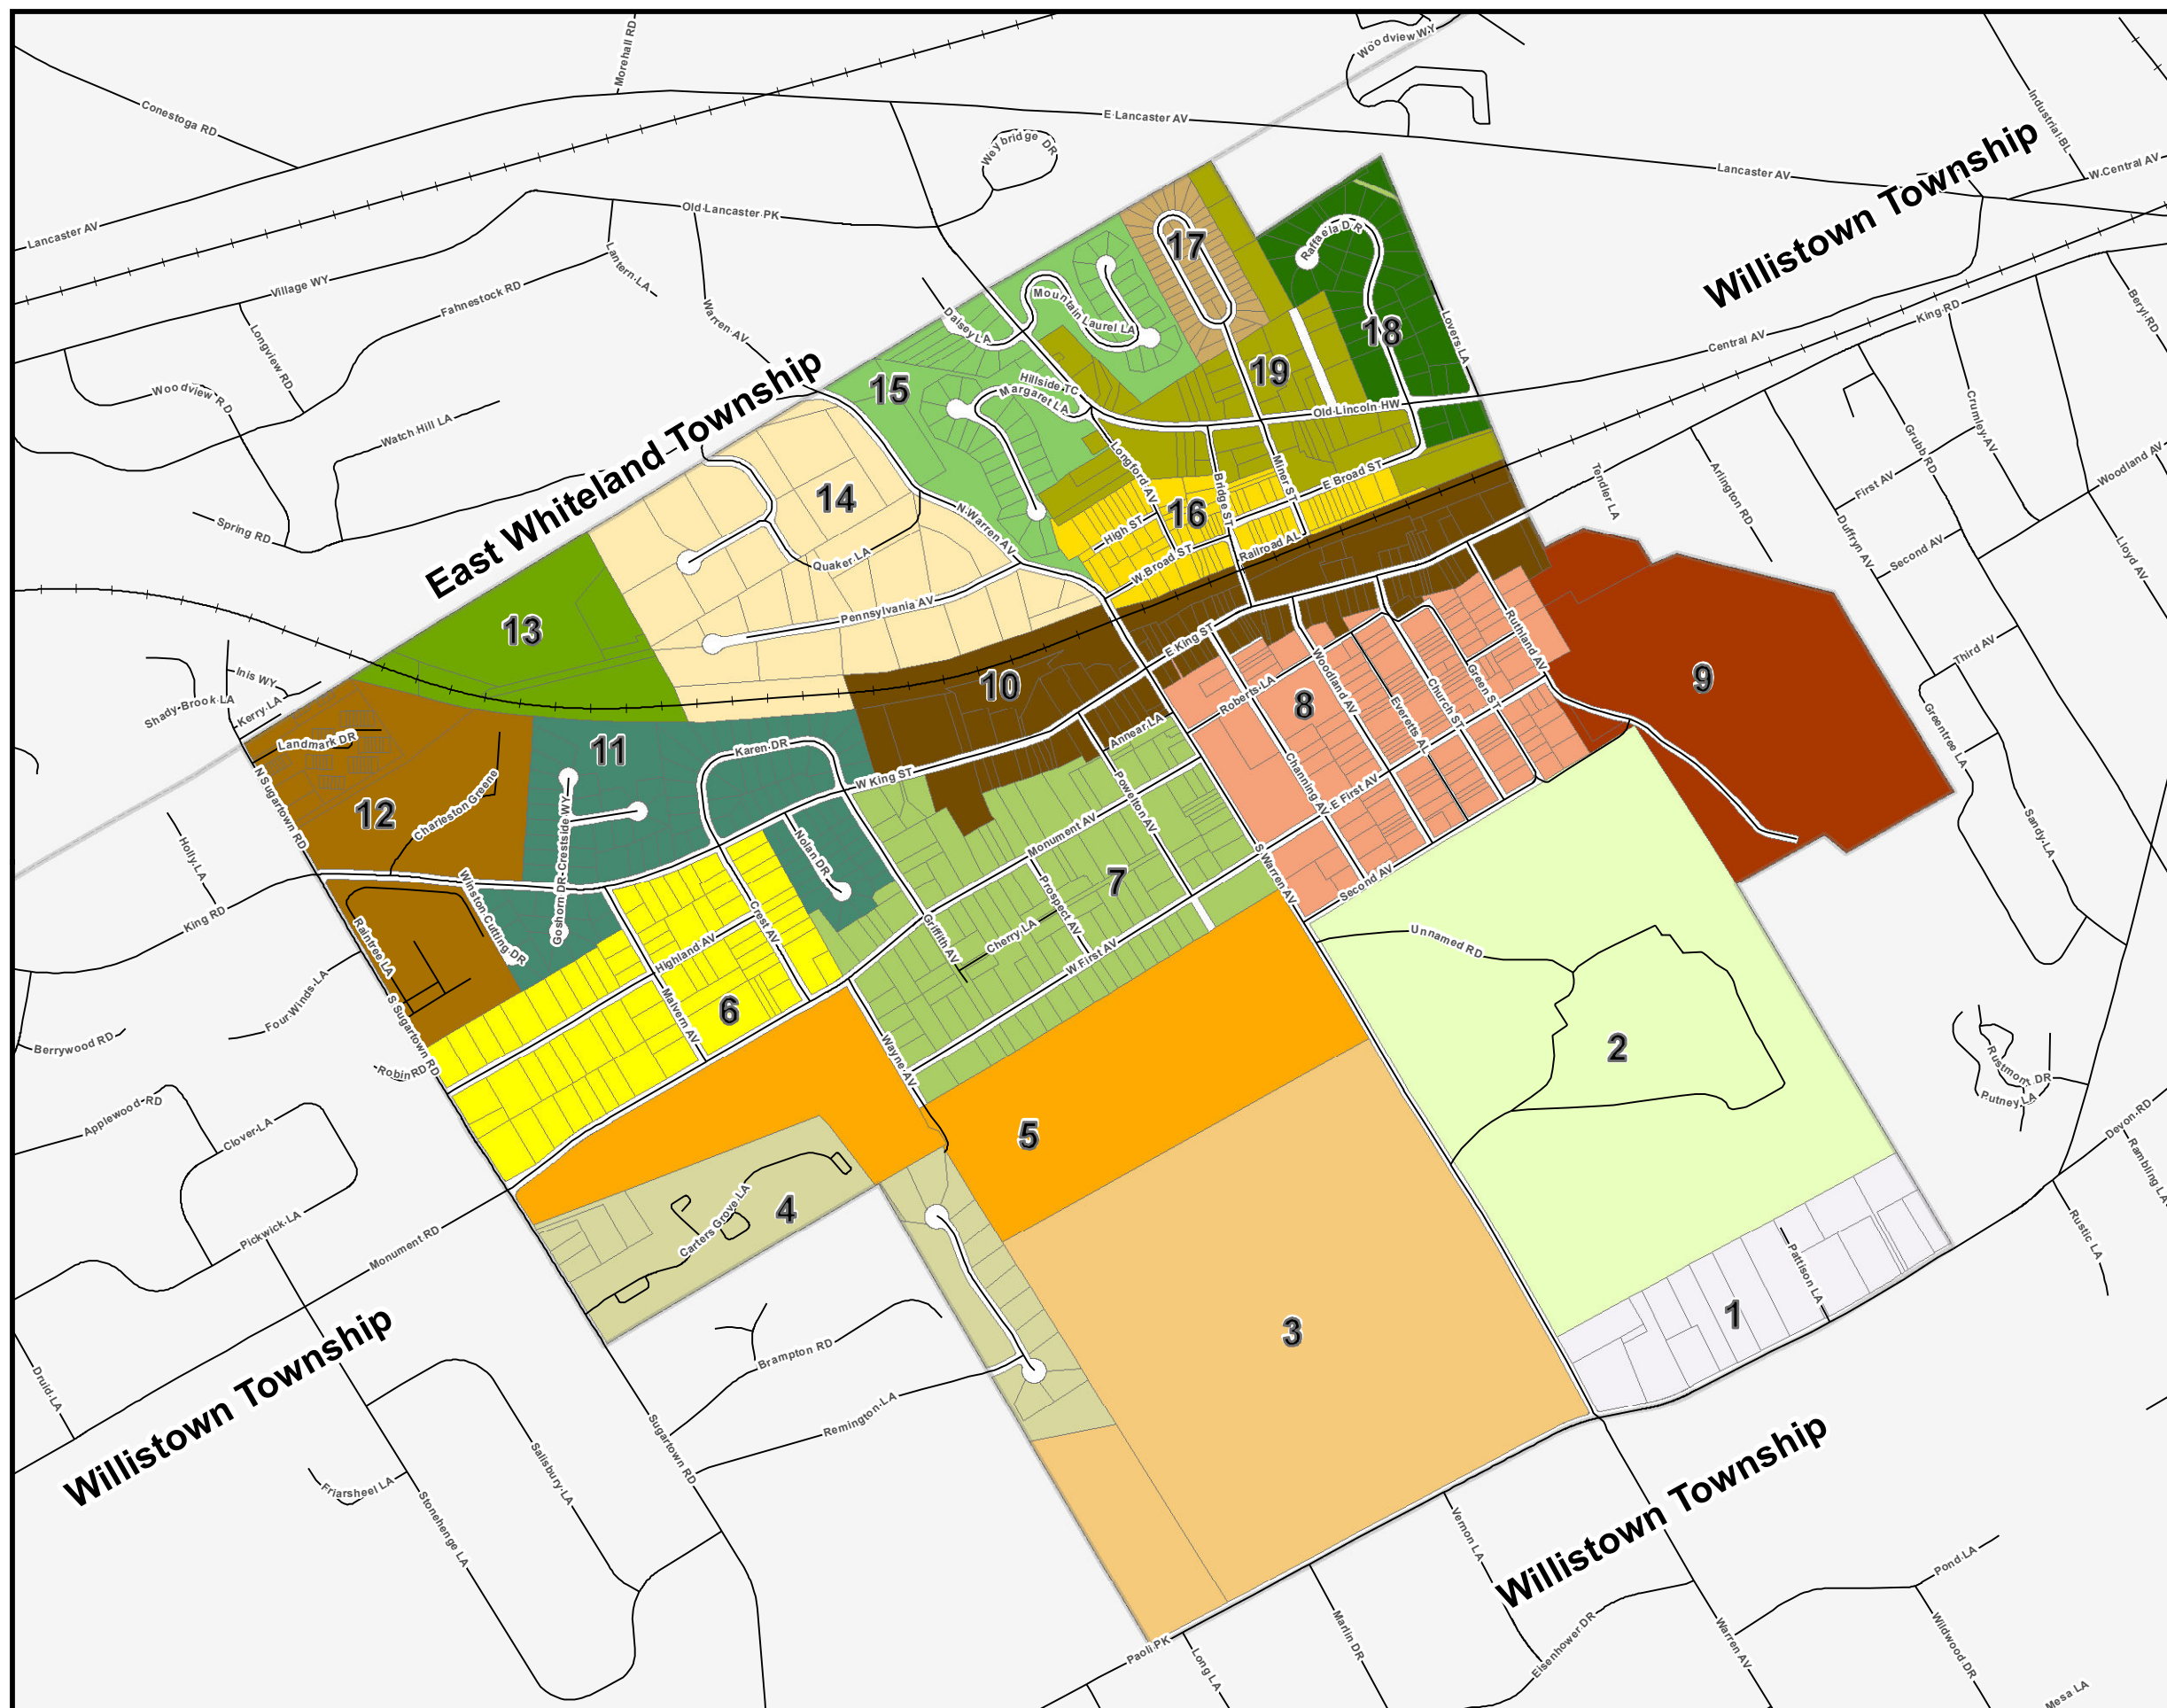 Woodview WY
Morehall RD
Conestoga RD
E Lancaster AV
Industrial BL
Weybridge DR
W Central AV
Lancaster AV
Willistown Township
Old Lancaster PK
Lancaster AV
Lantern LA
Village WY
Fahnestock RD
Warren AV
Longview RD
Woodview RD
Watch Hill LA
Spring RD
East Whiteland Township
17
Raffaela DR
18
Lovers LA
Mountain Laurel LA
Daisey LA
19
15
Hillside TC
Margaret LA
Old Lincoln HW
King RD
Central AV
Beryl RD
Crumley AV
Grubb RD
Woodland AV
First AV
Arlington RD
Tendler LA
Duffryn AV
Second AV
Lloyd AV
Longford AV
Bridge ST
Miner ST
E Broad ST
16
High ST
W Broad ST
Railroad AL
14
N Warren AV
Quaker LA
Pennsylvania AV
13
Inis WY
Kerry LA
Shady Brook LA
Landmark DR
N Sugartown RD
12
Charleston Greene
11
Karen DR
Goshorn DR
Crestside WY
Winston Cutting DR
Nolan DR
W King ST
10
E King ST
Annear LA
Roberts LA
8
Woodland AV
Everetts AL
Church ST
Green ST
Ruthland AV
Channing AV
E First AV
Second AV
9
Third AV
Greentree LA
Sandy LA
Holly LA
King RD
Raintree LA
Four Winds LA
Berrywood RD
Robin RD
S Sugartown RD
RD
Highland AV
Crest AV
Malvern AV
6
Monument AV
Powelton AV
Prospect AV
Cherry LA
Griffith AV
7
W First AV
S Warren AV
Wayne AV
Unnamed RD
2
Rustmont DR
Putney LA
Devon RD
Rambling LA
Rustic LA
Applewood RD
Clover LA
Pickwick LA
Monument RD
5
4
Carters Grove LA
3
1
Pattison LA
Willistown Township
Druid LA
Brampton RD
Remington LA
Sugartown RD
Salisbury LA
Friarsheel LA
Stonehenge LA
Willistown Township
Vernon LA
Pond LA
Eisenhower DR
Marlin DR
Paoli PK
Long LA
Warren AV
Wildwood DR
Mesa LA